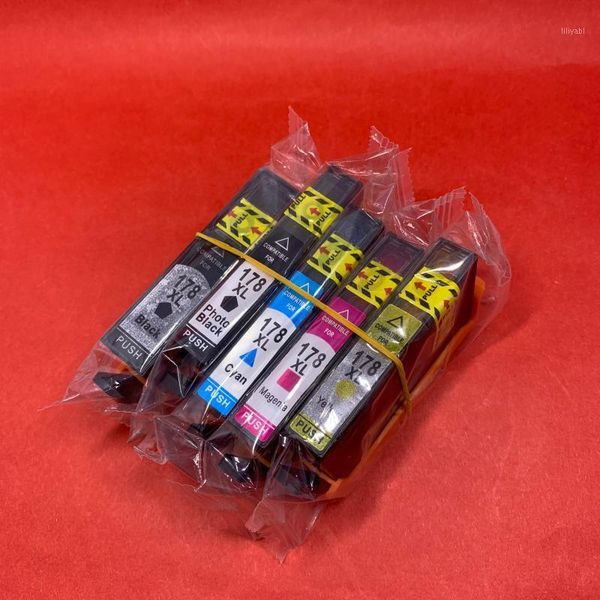 liliyabl
PULL
PULL
PULL
PULL
COMPATIBLE
FOR
178
XL
Black
PUSH
COMPATIBLE
FOR
178
XL
Photo
Black
PUSH
COMPATIBLE
FOR
178
XL
Cyan
PUSH
COMPATIBLE
FOR
178
XL
Magenta
PUSH
178
XL
PUSH